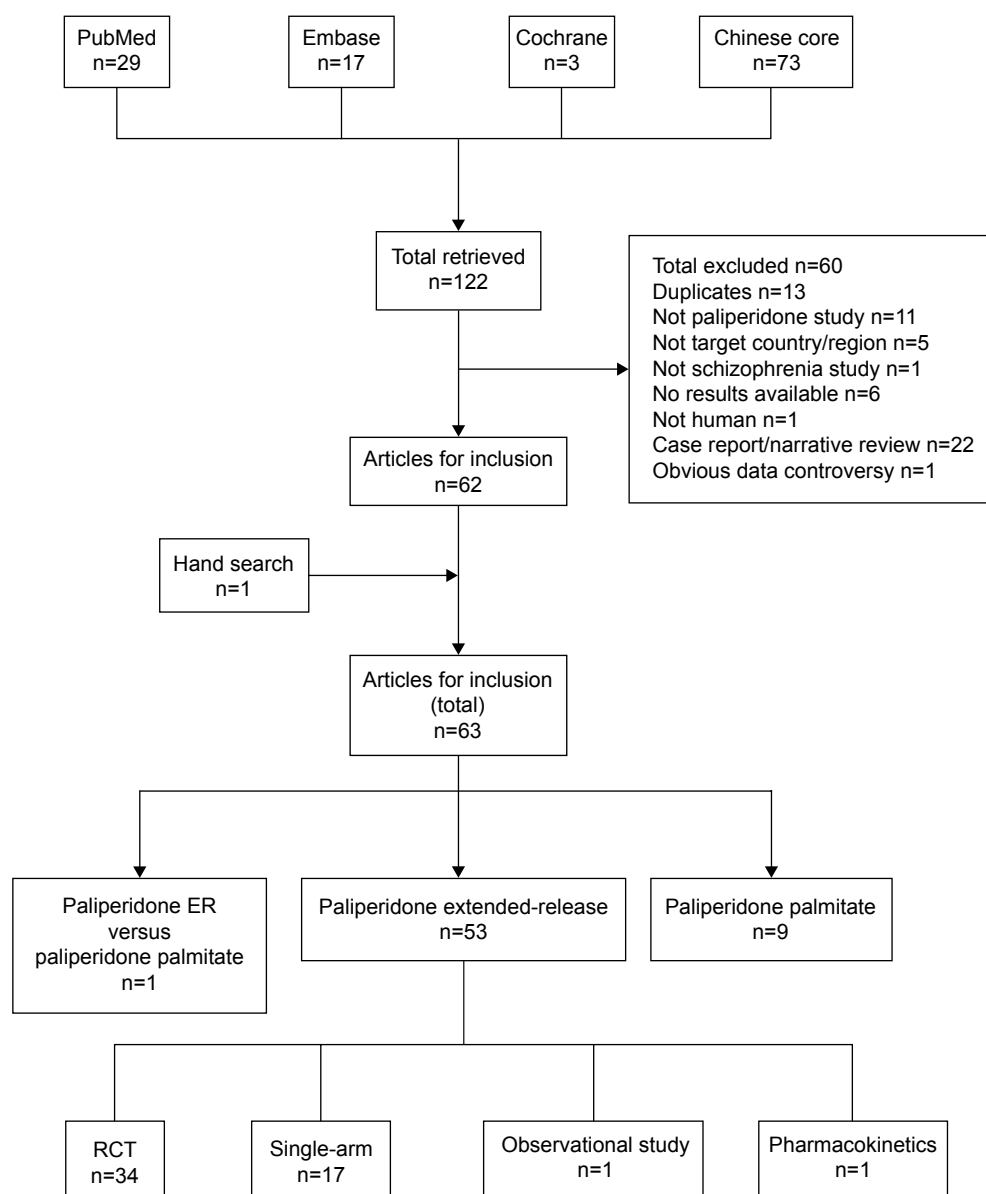 PubMed
n=29
Embase
n=17
Cochrane
n=3
Chinese core
n=73
Total retrieved
n=122
Total excluded n=60
Duplicates n=13
Not paliperidone study n=11
Not target country/region n=5
Not schizophrenia study n=1
No results available n=6
Not human n=1
Case report/narrative review n=22
Obvious data controversy n=1
Articles for inclusion
n=62
Hand search
n=1
Articles for inclusion
(total)
n=63
Paliperidone ER
versus
paliperidone palmitate
n=1
Paliperidone extended-release
n=53
Paliperidone palmitate
n=9
RCT
n=34
Single-arm
n=17
Observational study
n=1
Pharmacokinetics
n=1